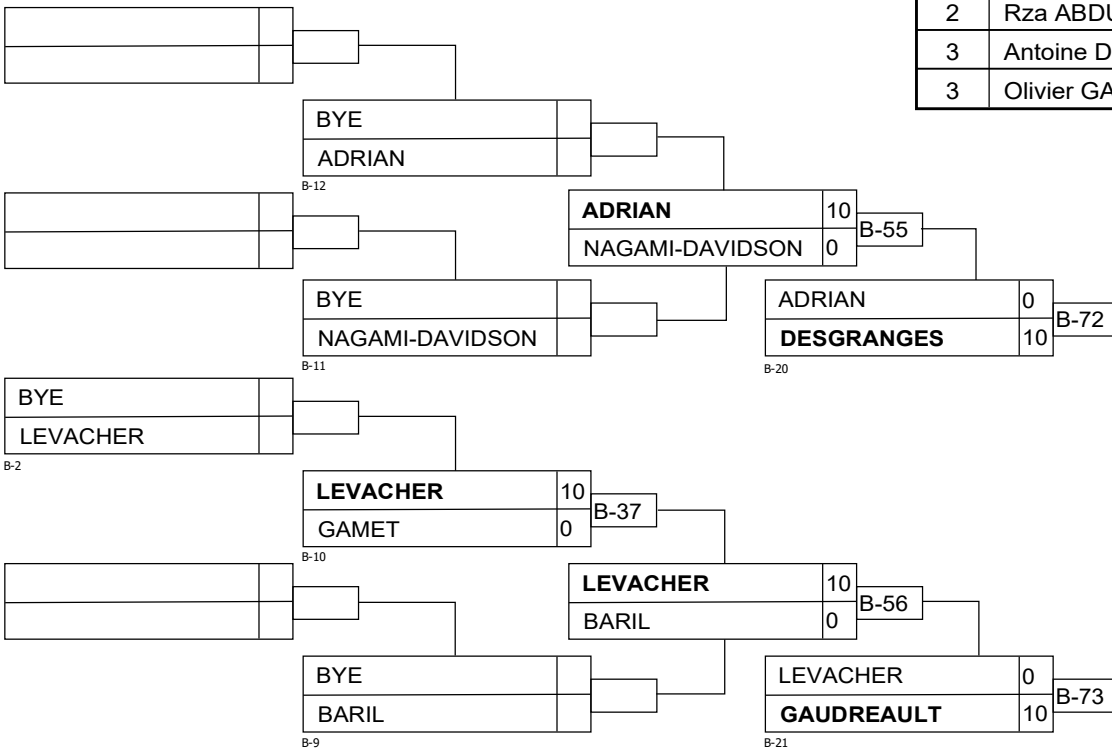 2 Rza ABDU
3 Antoine D
3 Olivier GA
BYE
ADRIAN
B-12
ADRIAN 10
NAGAMI-DAVIDSON 0
B-55
BYE
NAGAMI-DAVIDSON
B-11
ADRIAN 0
DESGRANGES 10
B-72
B-20
BYE
LEVACHER
B-2
LEVACHER 10
GAMET 0
B-37
B-10
LEVACHER 10
BARIL 0
B-56
BYE
BARIL
B-9
LEVACHER 0
GAUDREAULT 10
B-73
B-21